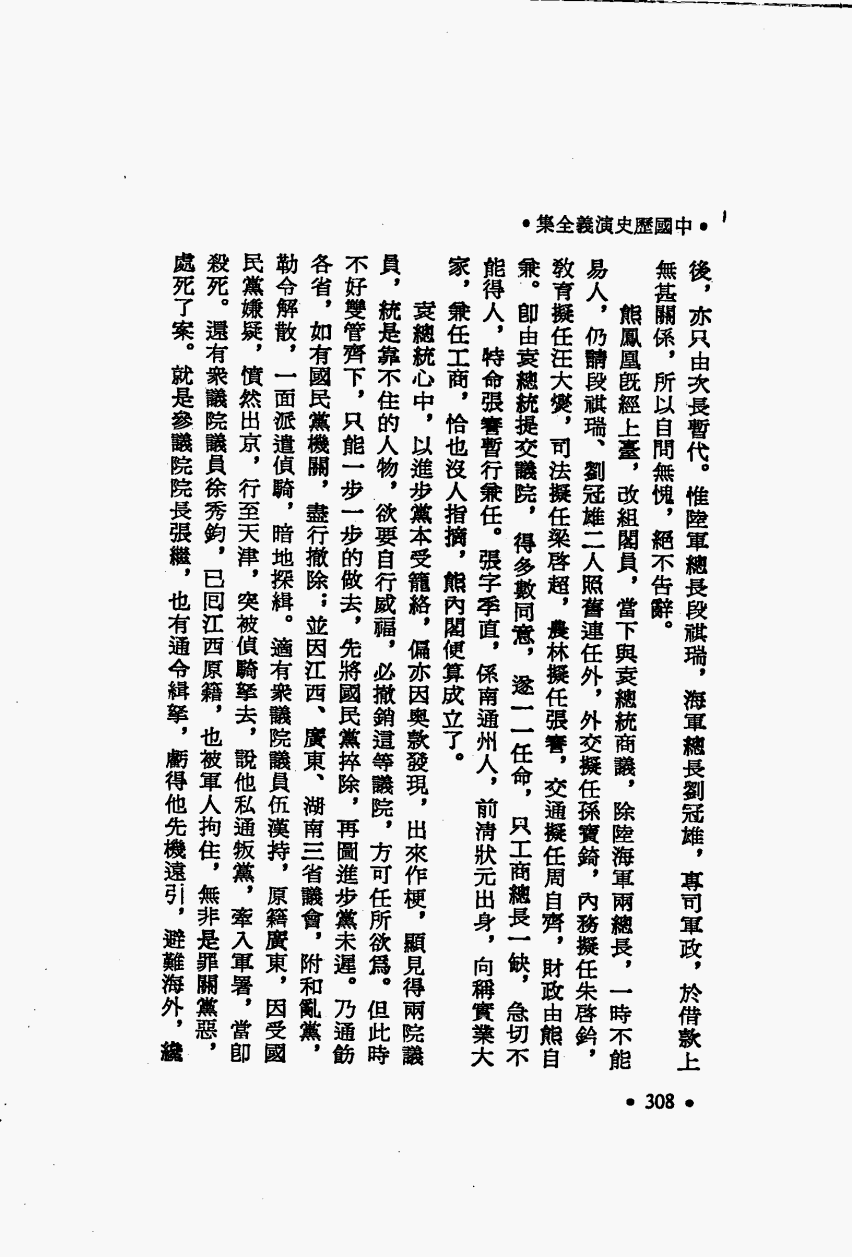 •中國歷史演義全集•
後，亦只由次長暫代。惟陸軍總長段祺瑞，海軍總長劉冠雄，專司軍政，於借款上
無甚關係，所以自問無愧，絕不告辭。
熊鳳凰旣經上臺，改組閣員，當下與袁總統商議，除陸海軍兩總長，一時不能
易人，仍請段祺瑞、劉冠雄二人照舊連任外，外交擬任孫寶錡，內務擬任朱啓鈐，
敎育擬任汪大燮，司法擬任梁啓超，農林擬任張謇，交通擬任周自齊，財政由熊自
兼。卽由袁總統提交議院，得多數同意，遂一一任命，只工商總長一缺，急切不
能得人，特命張謇暫行兼任。張字季直，係南通州人，前淸狀元出身，向稱實業大
家，兼任工商，恰也沒人指摘，熊內閣便算成立了。
袁總統心中，以進步黨本受籠絡，偏亦因奧款發現，出來作梗，顯見得兩院議
員，統是靠不住的人物，欲要自行威福，必撤銷這等議院，方可任所欲爲。但此時
不好雙管齊下，只能一步一步的做去，先將國民黨捽除，再圖進步黨未遲。乃通飭
各省，如有國民黨機關，盡行撤除；並因江西、廣東、湖南三省議會，附和亂黨，
勒令解散，一面派遣偵騎，暗地探緝。適有衆議院議員伍漢持，原籍廣東，因受國
民黨嫌疑，憤然出京，行至天津，突被偵騎拏去，說他私通叛黨，牽入軍署，當卽
殺死。還有衆議院議員徐秀鈞，已囘江西原籍，也被軍人拘住，無非是罪關黨惡，
處死了案。就是參議院院長張繼，也有通令緝拏，虧得他先機遠引，避難海外，纔
•308•